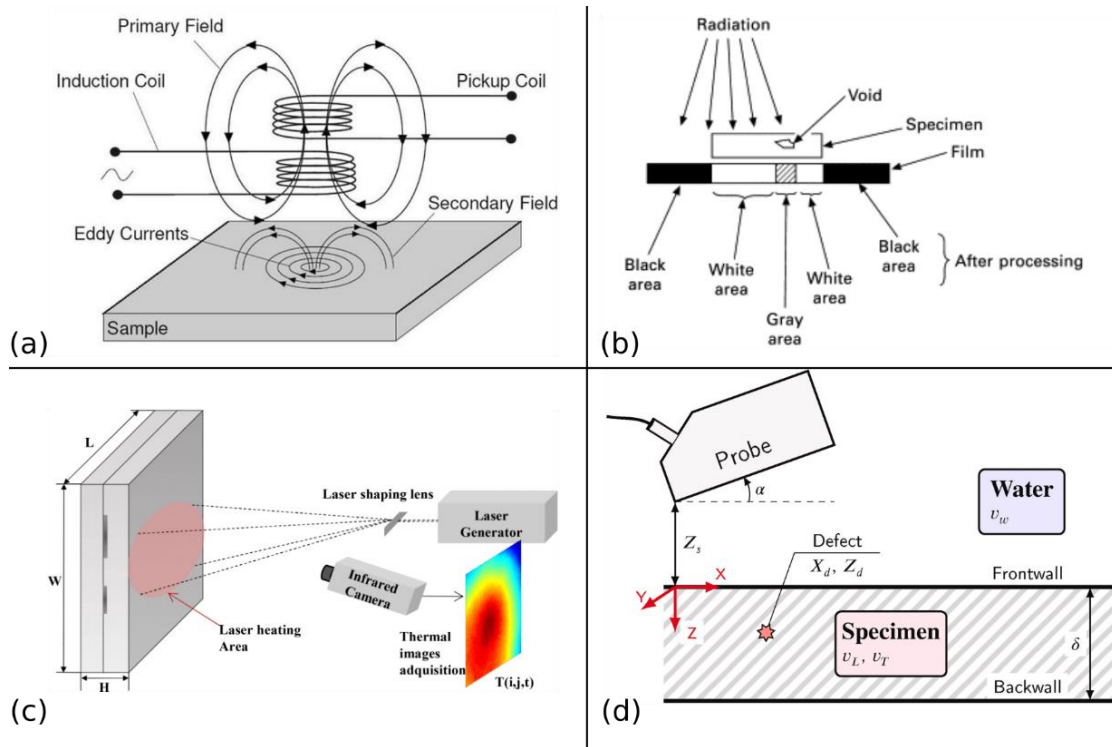 Primary Field
Induction Coil
Pickup Coil
Eddy Currents
Secondary Field
Sample
(a)
Radiation
Void
Specimen
Film
Black
area
White
area
Gray
area
White
area
Black
area
After processing
(b)
L
W
H
Laser shaping lens
Laser
Generator
Infrared
Camera
Laser heating
Area
Thermal
images
adquisition
T(i,j,t)
(c)
Probe
α
Water
v_w
Z_s
Defect
X_d, Z_d
Frontwall
X
Y
Z
Specimen
v_L, v_T
δ
Backwall
(d)